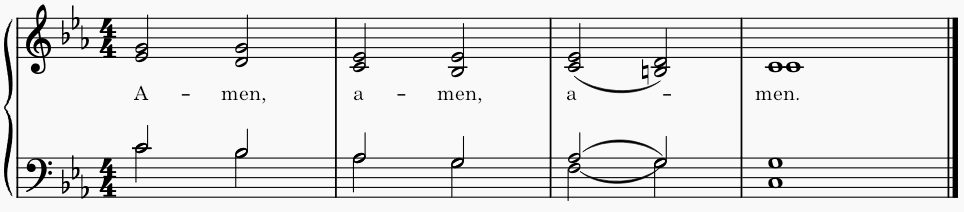 A - men, a - men, a - men.